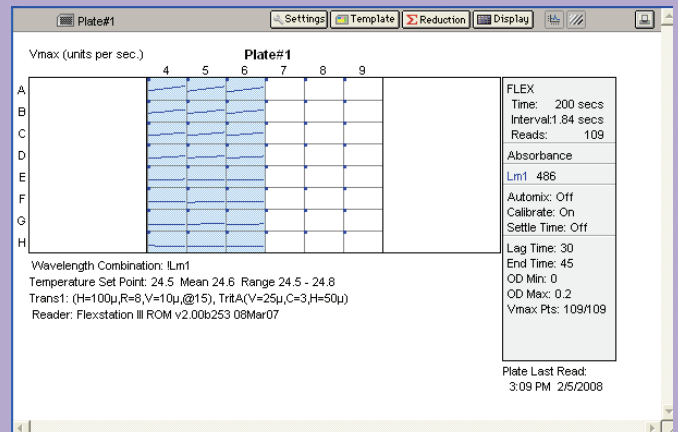 Plate#1 Settings Template Reduction Display
Vmax (units per sec.) Plate#1
4 5 6 7 8 9
A
B
C
D
E
F
G
H
Wavelength Combination: !Lm1
Temperature Set Point: 24.5 Mean 24.6 Range 24.5 - 24.8
Trans1: (H=100µ,R=8,V=10µ,@15), TritA(V=25µ,C=3,H=50µ)
Reader: Flexstation III ROM v2.00b253 08Mar07
FLEX
Time: 200 secs
Interval:1.84 secs
Reads: 109
Absorbance
Lm1 486
Automix: Off
Calibrate: On
Settle Time: Off
Lag Time: 30
End Time: 45
OD Min: 0
OD Max: 0.2
Vmax Pts: 109/109
Plate Last Read:
3:09 PM 2/5/2008